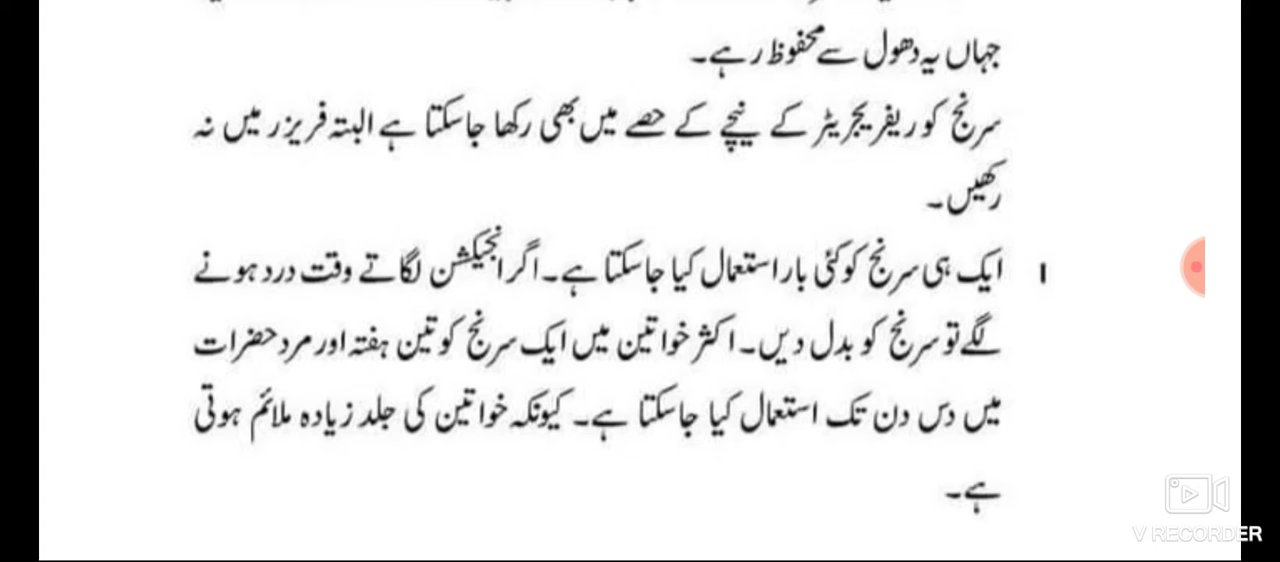 جہاں یہ دھول سے محفوظ رہے۔
سرنج کو ریفریجریٹر کے نیچے کے حصے میں بھی رکھا جاسکتا ہے البتہ فریزر میں نہ
رکھیں۔
۱ ایک ہی سرنج کو کئی بار استعمال کیا جاسکتا ہے۔ اگر انجیکشن لگاتے وقت درد ہونے
لگے تو سرنج کو بدل دیں۔ اکثر خواتین میں ایک سرنج کو تین ہفتہ اور مرد حضرات
میں دس دن تک استعمال کیا جاسکتا ہے۔ کیونکہ خواتین کی جلد زیادہ ملائم ہوتی
ہے۔
V RECORDER